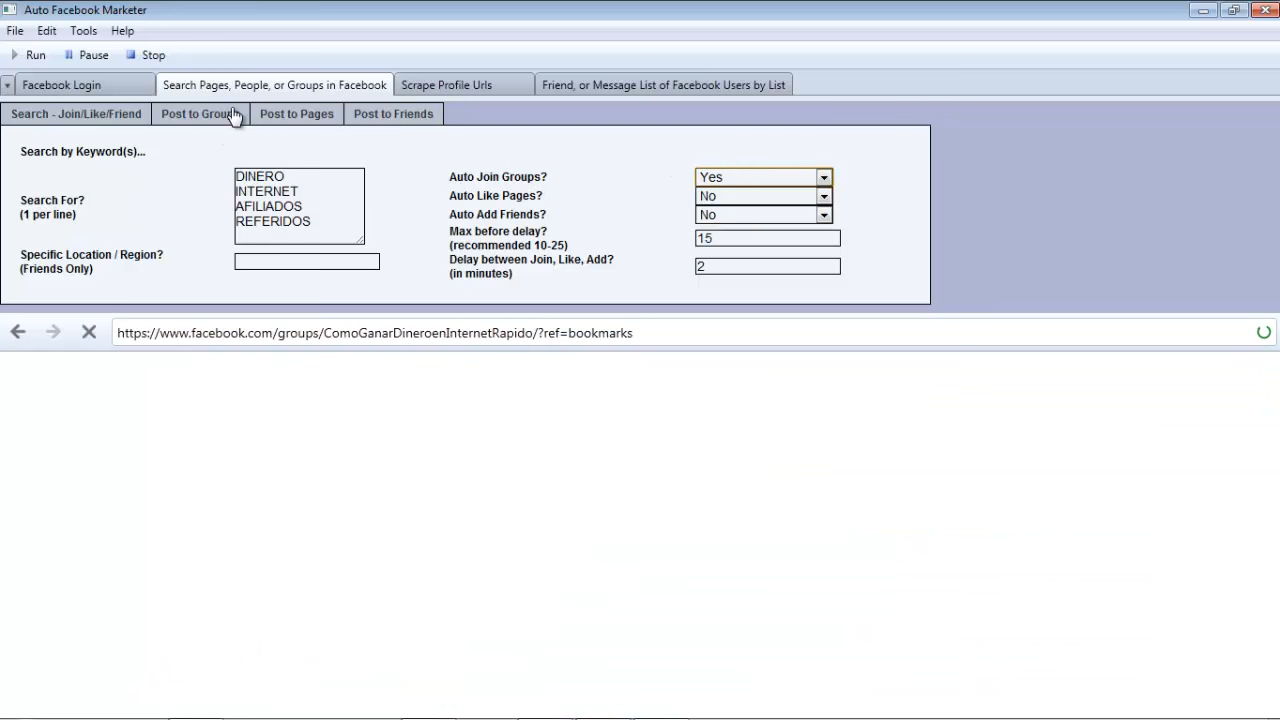 Auto Facebook Marketer
File Edit Tools Help
Run Pause Stop
Facebook Login Search Pages, People, or Groups in Facebook Scrape Profile Urls Friend, or Message List of Facebook Users by List
Search - Join/Like/Friend Post to Groups Post to Pages Post to Friends
Search by Keyword(s)...
Search For?
(1 per line)
DINERO
INTERNET
AFILIADOS
REFERIDOS
Specific Location / Region?
(Friends Only)
Auto Join Groups? Yes
Auto Like Pages? No
Auto Add Friends? No
Max before delay?
(recommended 10-25)
15
Delay between Join, Like, Add?
(in minutes)
2
https://www.facebook.com/groups/ComoGanarDineroenInternetRapido/?ref=bookmarks